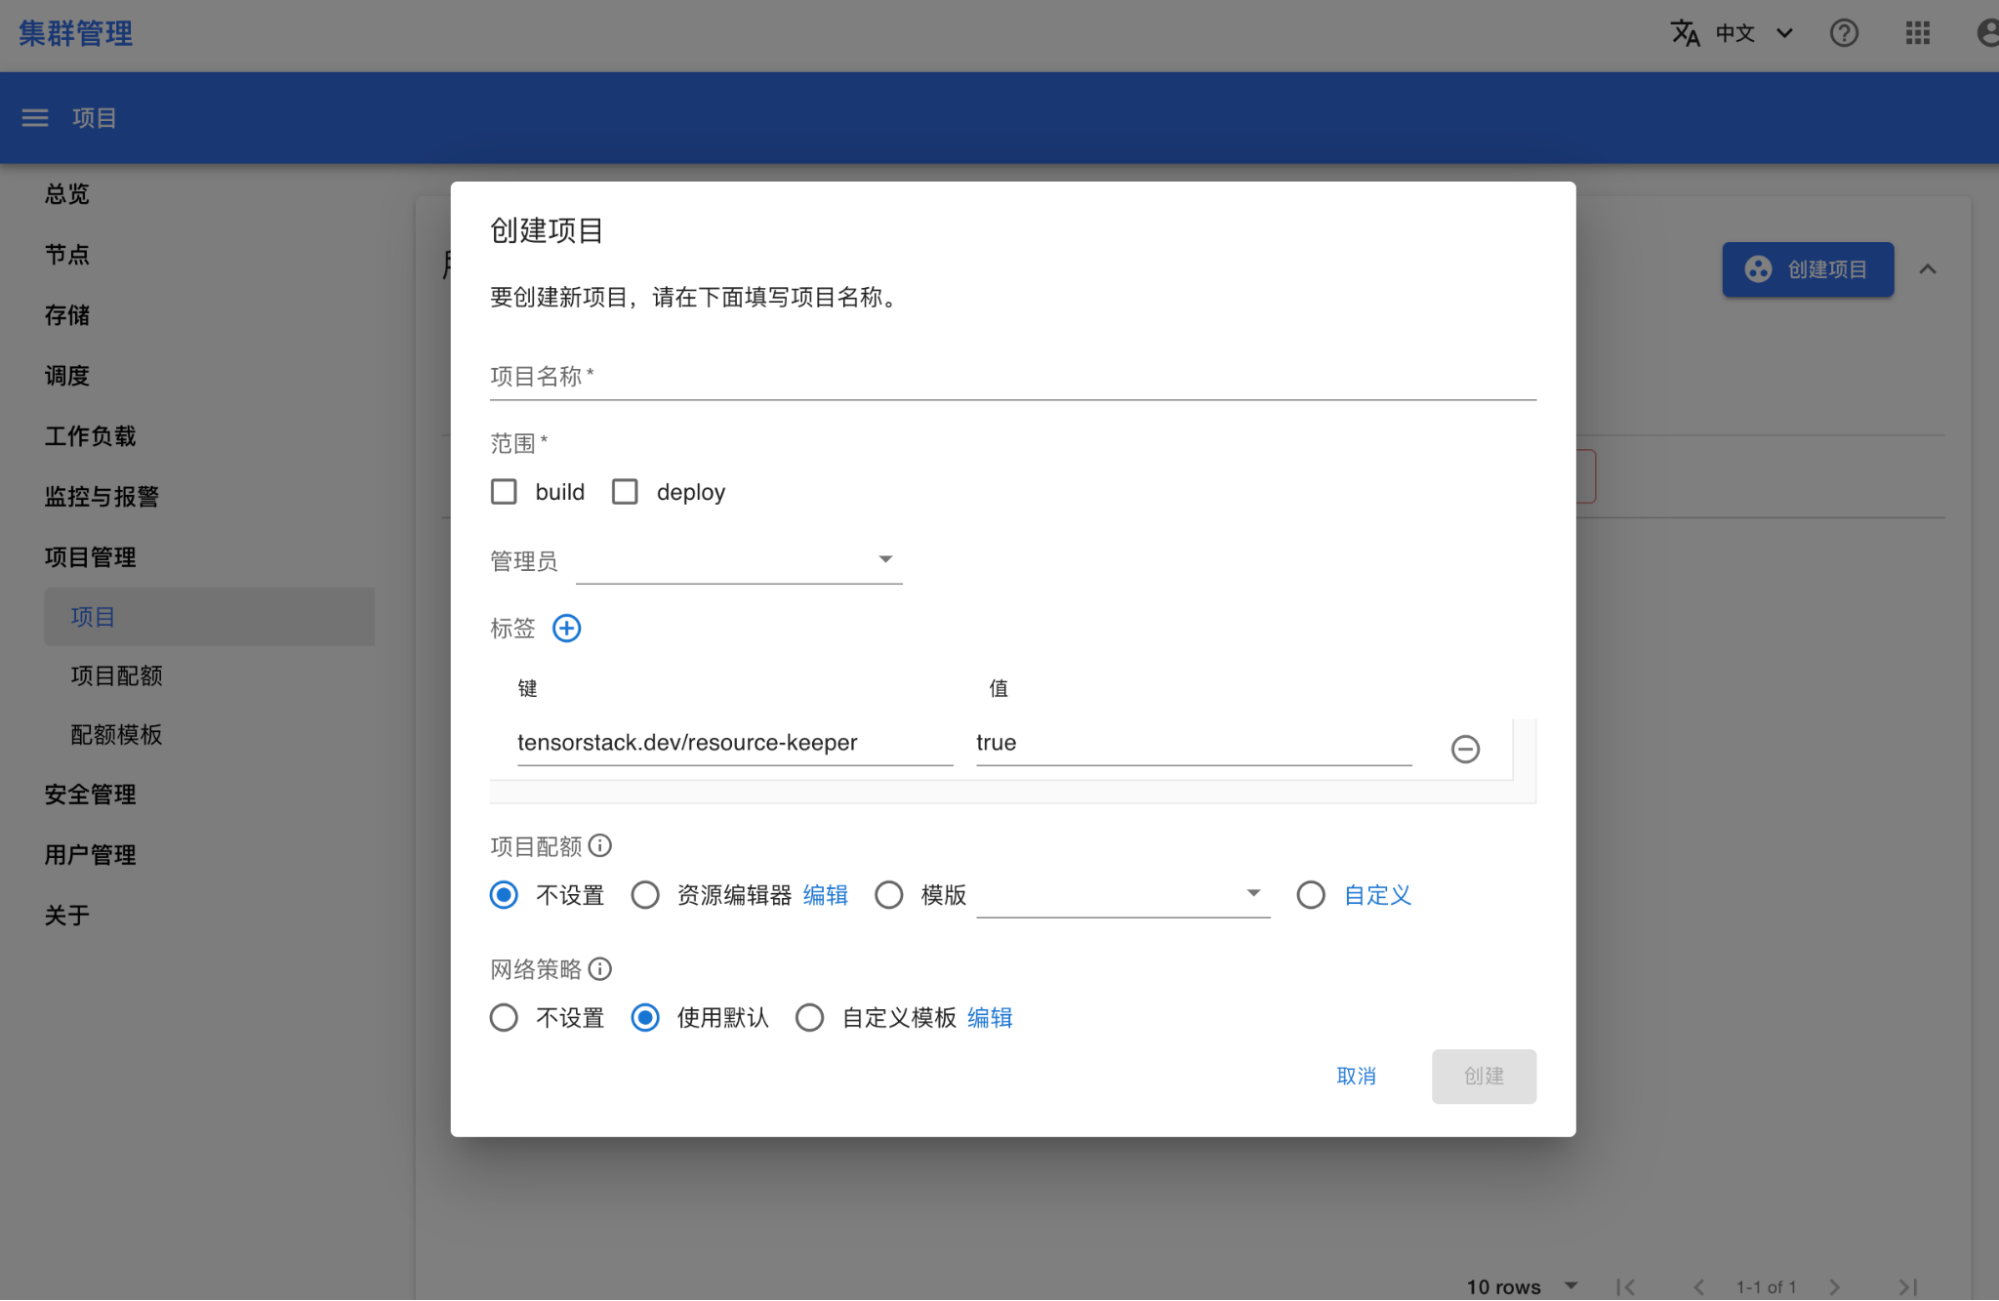 集群管理
中文
项目
总览
节点
存储
调度
工作负载
监控与报警
项目管理
项目
项目配额
配额模板
安全管理
用户管理
关于
创建项目
创建项目
要创建新项目，请在下面填写项目名称。
项目名称*
范围*
build deploy
管理员
标签
键 值
tensorstack.dev/resource-keeper true
项目配额
不设置 资源编辑器 编辑 模版 自定义
网络策略
不设置 使用默认 自定义模板 编辑
取消 创建
10 rows 1-1 of 1